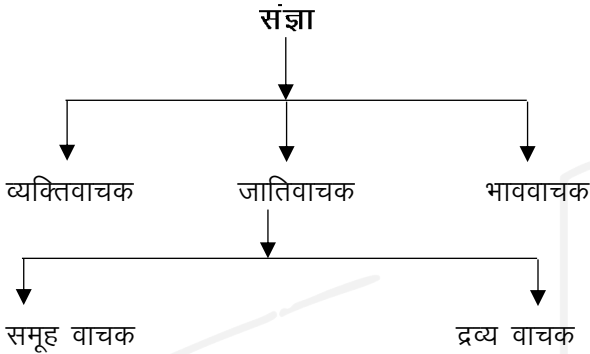 संज्ञा
व्यक्तिवाचक जातिवाचक भाववाचक
समूह वाचक द्रव्य वाचक